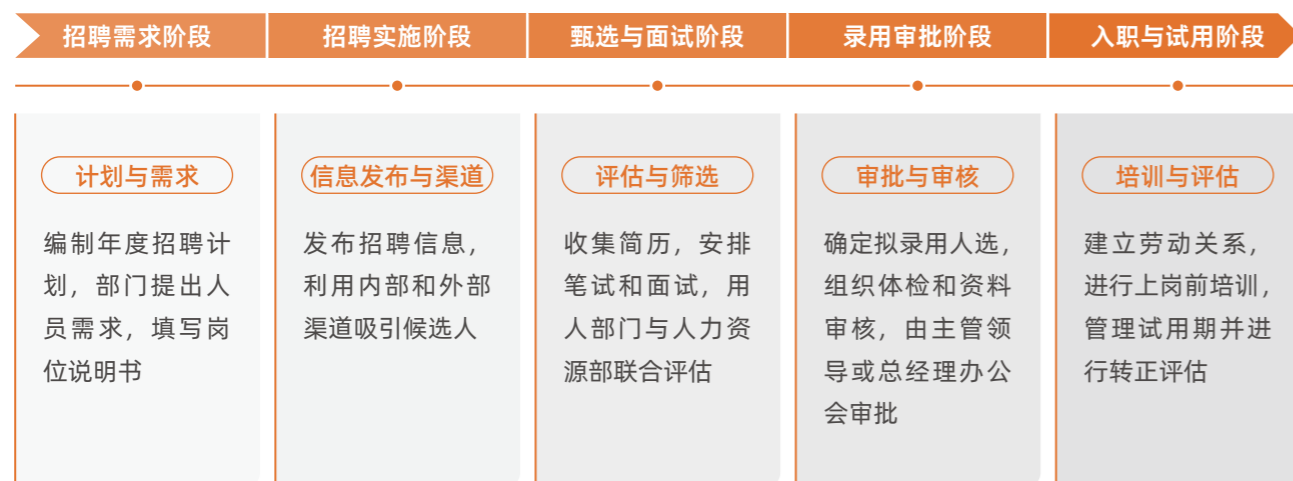 招聘需求阶段
招聘实施阶段
甄选与面试阶段
录用审批阶段
入职与试用阶段
计划与需求
编制年度招聘计
划，部门提出人
员需求，填写岗
位说明书
信息发布与渠道
发布招聘信息，
利用内部和外部
渠道吸引候选人
评估与筛选
收集简历，安排
笔试和面试，用
人部门与人力资
源部联合评估
审批与审核
确定拟录用人选，
组织体检和资料
审核，由主管领
导或总经理办公
会审批
培训与评估
建立劳动关系，
进行上岗前培训，
管理试用期并进
行转正评估